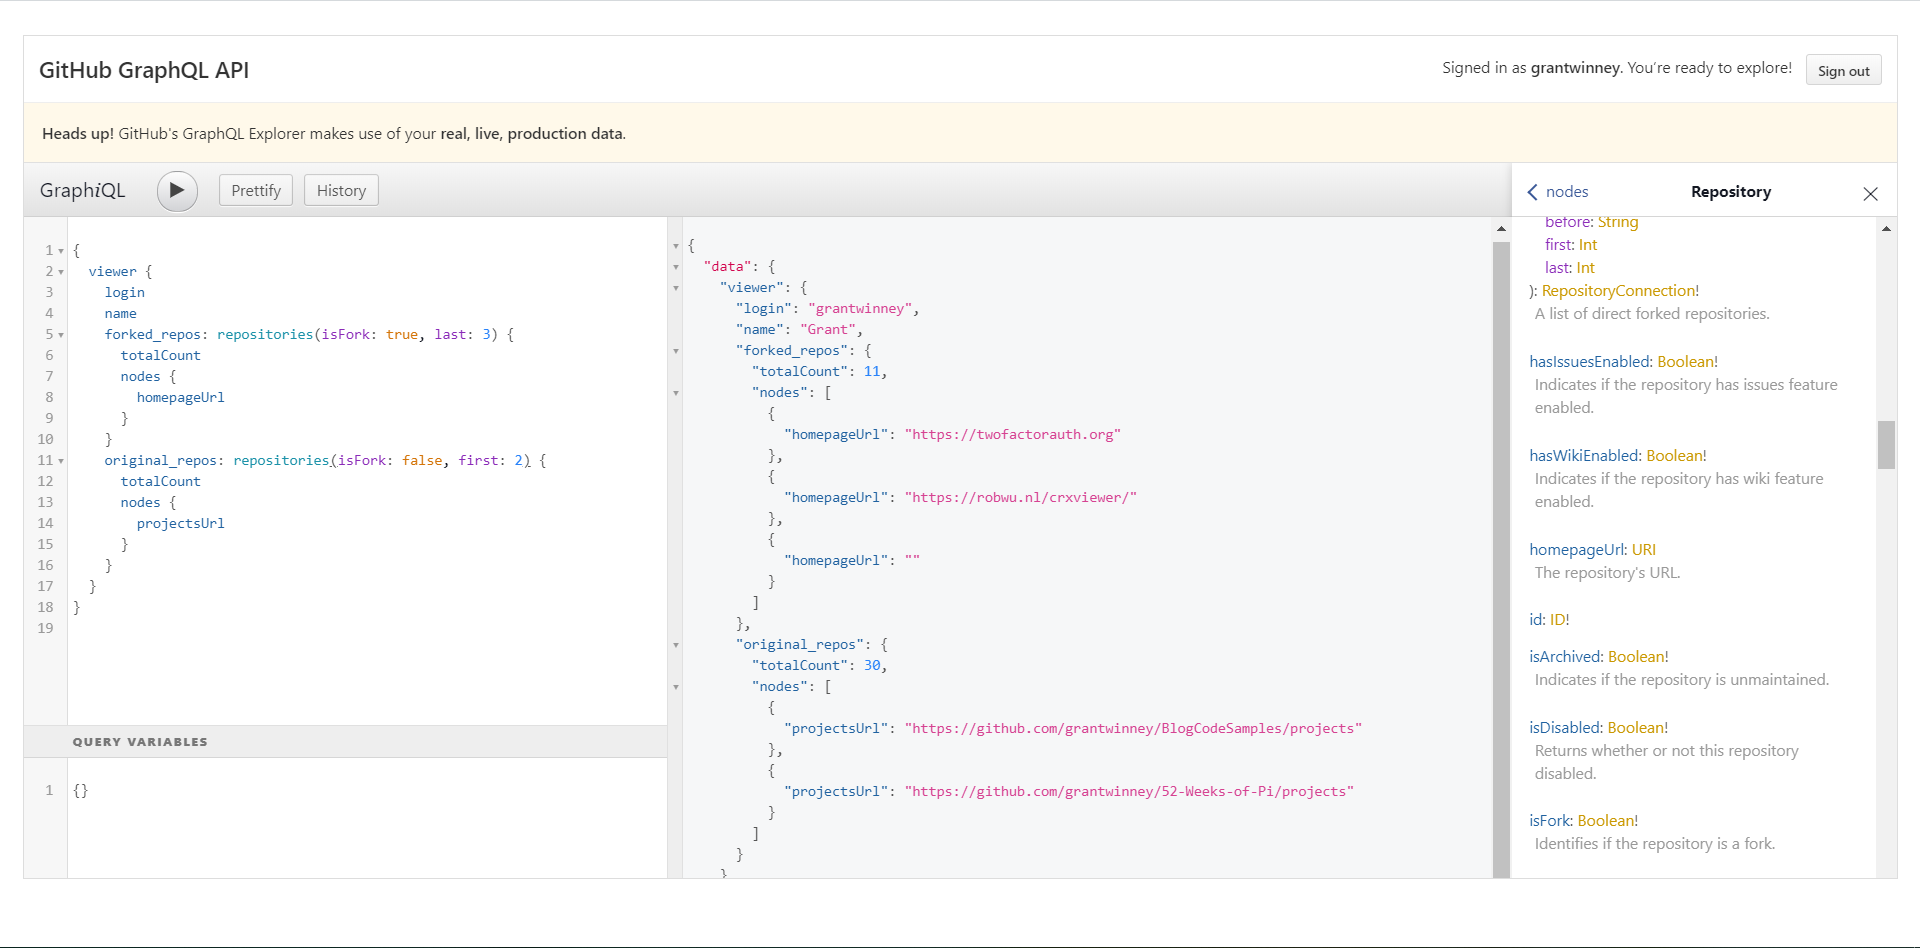 GitHub GraphQL API
Signed in as grantwinney. You're ready to explore!
Sign out
Heads up! GitHub's GraphQL Explorer makes use of your real, live, production data.
GraphiQL
Prettify
History
1 {
2 viewer {
3 login
4 name
5 forked_repos: repositories(isFork: true, last: 3) {
6 totalCount
7 nodes {
8 homepageUrl
9 }
10 }
11 original_repos: repositories(isFork: false, first: 2) {
12 totalCount
13 nodes {
14 projectsUrl
15 }
16 }
17 }
18 }
19
QUERY VARIABLES
1 {}
{
"data": {
"viewer": {
"login": "grantwinney",
"name": "Grant",
"forked_repos": {
"totalCount": 11,
"nodes": [
{
"homepageUrl": "https://twofactorauth.org"
},
{
"homepageUrl": "https://robwu.nl/crxviewer/"
},
{
"homepageUrl": ""
}
]
},
"original_repos": {
"totalCount": 30,
"nodes": [
{
"projectsUrl": "https://github.com/grantwinney/BlogCodeSamples/projects"
},
{
"projectsUrl": "https://github.com/grantwinney/52-Weeks-of-Pi/projects"
}
]
}
}
nodes
Repository
before: String
first: Int
last: Int
): RepositoryConnection!
A list of direct forked repositories.
hasIssuesEnabled: Boolean!
Indicates if the repository has issues feature
enabled.
hasWikiEnabled: Boolean!
Indicates if the repository has wiki feature
enabled.
homepageUrl: URI
The repository's URL.
id: ID!
isArchived: Boolean!
Indicates if the repository is unmaintained.
isDisabled: Boolean!
Returns whether or not this repository
disabled.
isFork: Boolean!
Identifies if the repository is a fork.